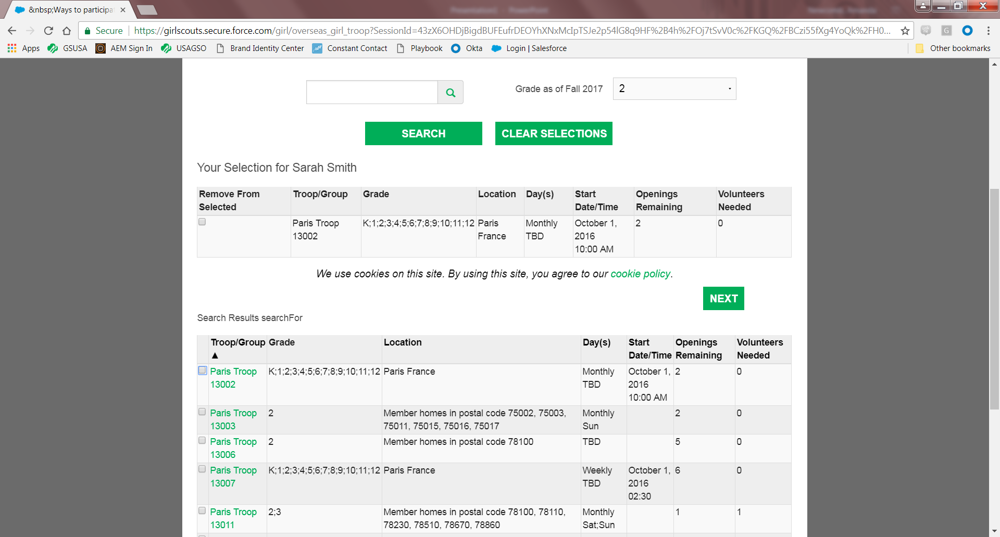 &nbsp;Ways to participa
Secure https://girlscouts.secure.force.com/girl/overseas_girl_troop?SessionId=43zX6OHDjBigdBUFEufrDEOYhXNxMcIpTSJe2p54lG8q9HF%2B4h%2FOj7tSvV0c%2FKGQ%2FBCzi55fXg4YoQk%2FH0...
Apps GSUSA AEM Sign In USAGSO Brand Identity Center Constant Contact Playbook Okta Login | Salesforce Other bookmarks
Grade as of Fall 2017 2
SEARCH CLEAR SELECTIONS
Your Selection for Sarah Smith
Remove From Troop/Group Grade Location Day(s) Start Openings Volunteers
Selected Date/Time Remaining Needed
Paris Troop K;1;2;3;4;5;6;7;8;9;10;11;12 Paris Monthly October 1, 2 0
13002 France TBD 2016
10:00 AM
We use cookies on this site. By using this site, you agree to our cookie policy.
NEXT
Search Results searchFor
Troop/Group Grade Location Day(s) Start Openings Volunteers
▲ Date/Time Remaining Needed
Paris Troop K;1;2;3;4;5;6;7;8;9;10;11;12 Paris France Monthly October 1, 2 0
13002 TBD 2016
10:00 AM
Paris Troop 2 Member homes in postal code 75002, 75003, Monthly 2 0
13003 75011, 75015, 75016, 75017 Sun
Paris Troop 2 Member homes in postal code 78100 TBD 5 0
13006
Paris Troop K;1;2;3;4;5;6;7;8;9;10;11;12 Paris France Weekly October 1, 6 0
13007 TBD 2016
02:30
Paris Troop 2;3 Member homes in postal code 78100, 78110, Monthly 1 1
13011 78230, 78510, 78670, 78860 Sat;Sun